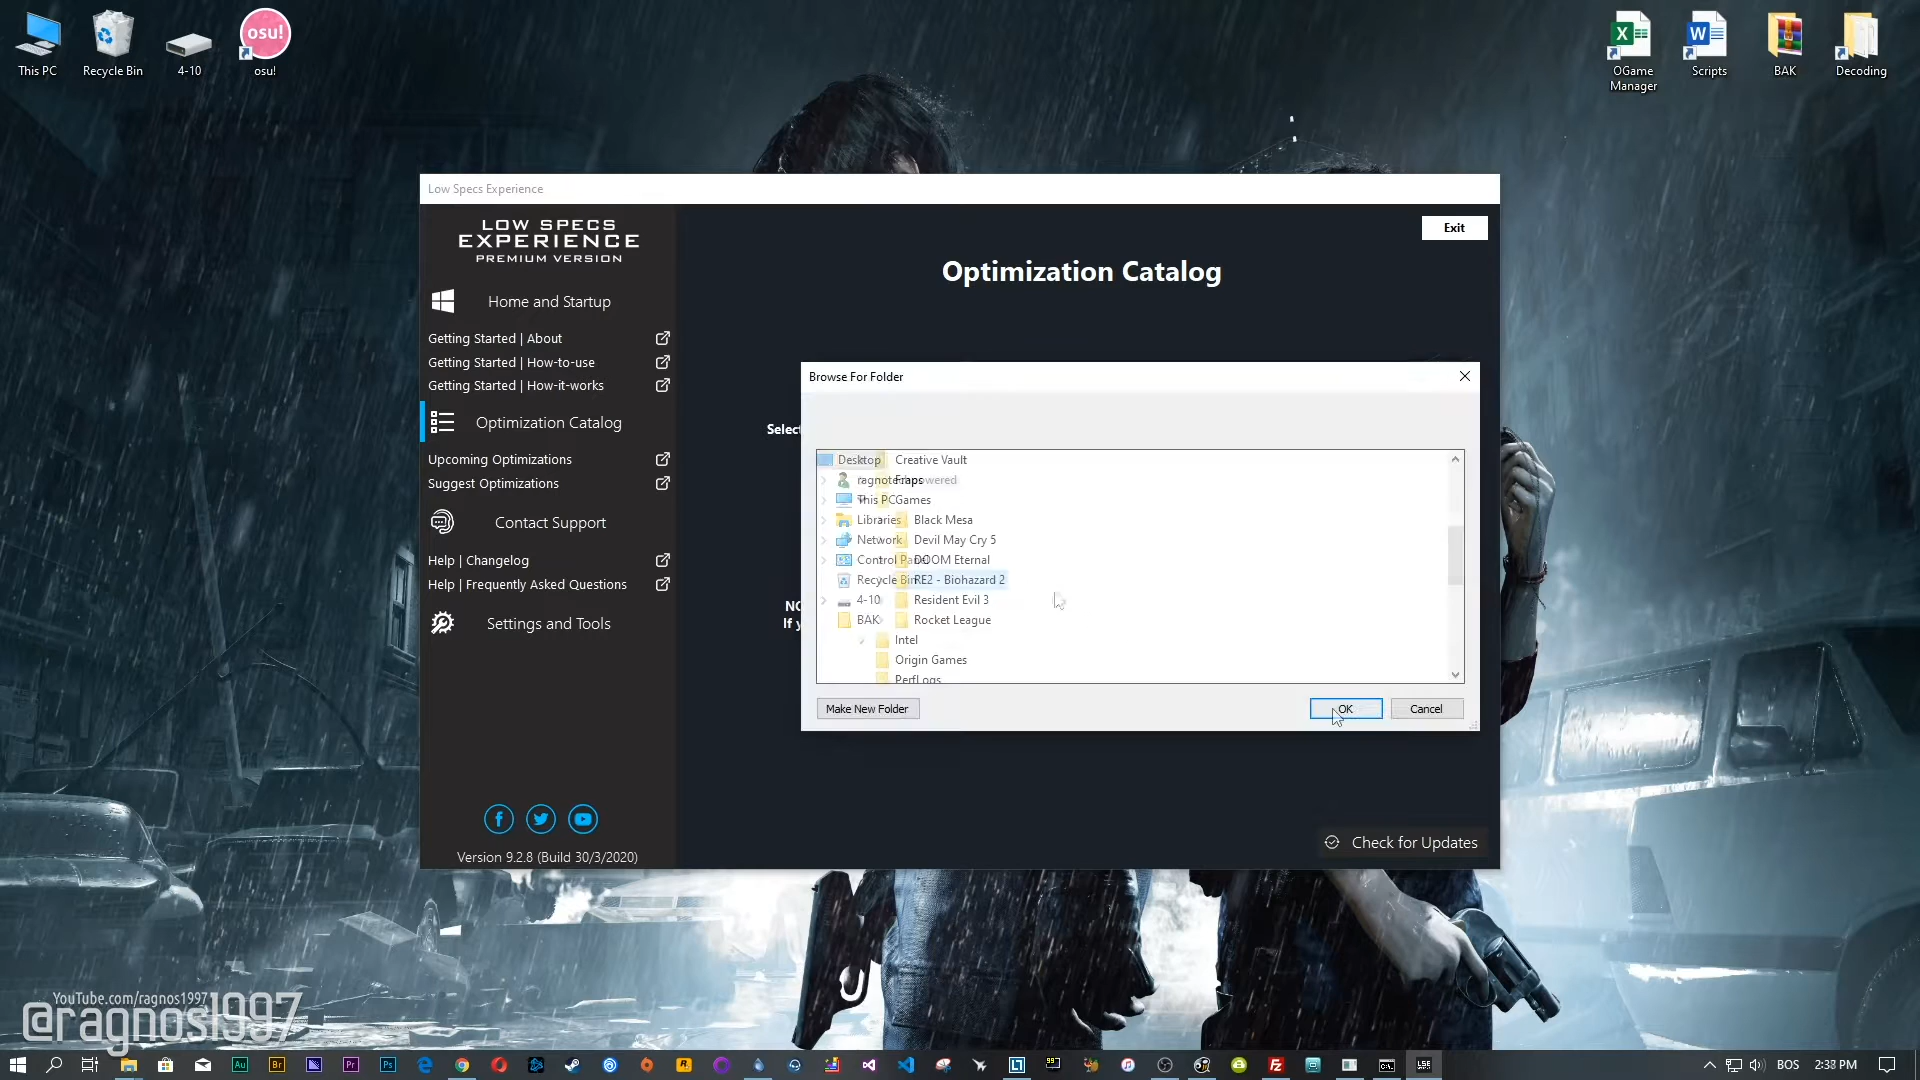 This PC
Recycle Bin
4-10
osu!
osu!
OGame
Manager
Scripts
BAK
Decoding
Low Specs Experience
LOW SPECS
EXPERIENCE
PREMIUM VERSION
Home and Startup
Getting Started | About
Getting Started | How-to-use
Getting Started | How-it-works
Optimization Catalog
Upcoming Optimizations
Suggest Optimizations
Contact Support
Help | Changelog
Help | Frequently Asked Questions
Settings and Tools
Version 9.2.8 (Build 30/3/2020)
Exit
Optimization Catalog
Browse For Folder
Desktop
Creative Vault
Fraps
This PC
Games
Libraries
Black Mesa
Network
Devil May Cry 5
DOOM Eternal
Recycle Bin
RE2 - Biohazard 2
4-10
Resident Evil 3
BAK
Rocket League
Intel
Origin Games
PerfLogs
Make New Folder
OK
Cancel
Check for Updates
YouTube.com/ragnos1997
@ragnos1997
BOS
2:38 PM